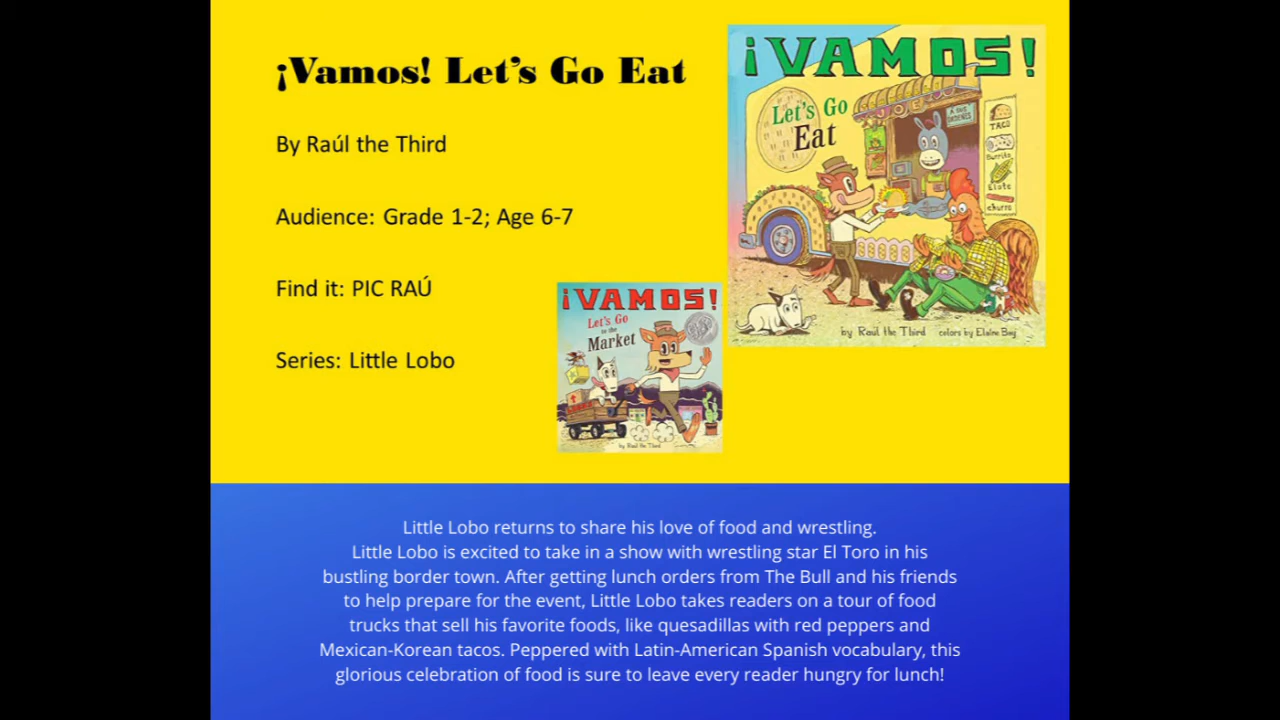 ¡Vamos! Let's Go Eat
By Raúl the Third
Audience: Grade 1-2; Age 6-7
Find it: PIC RAÚ
Series: Little Lobo
¡VAMOS!
Let's Go
Eat
JOE
TACO
Burrito
Elote
churro
by Raúl the Third colors by Elaine Bay
¡VAMOS!
Let's Go
to the
Market
by Raúl the Third
Little Lobo returns to share his love of food and wrestling.
Little Lobo is excited to take in a show with wrestling star El Toro in his
bustling border town. After getting lunch orders from The Bull and his friends
to help prepare for the event, Little Lobo takes readers on a tour of food
trucks that sell his favorite foods, like quesadillas with red peppers and
Mexican-Korean tacos. Peppered with Latin-American Spanish vocabulary, this
glorious celebration of food is sure to leave every reader hungry for lunch!